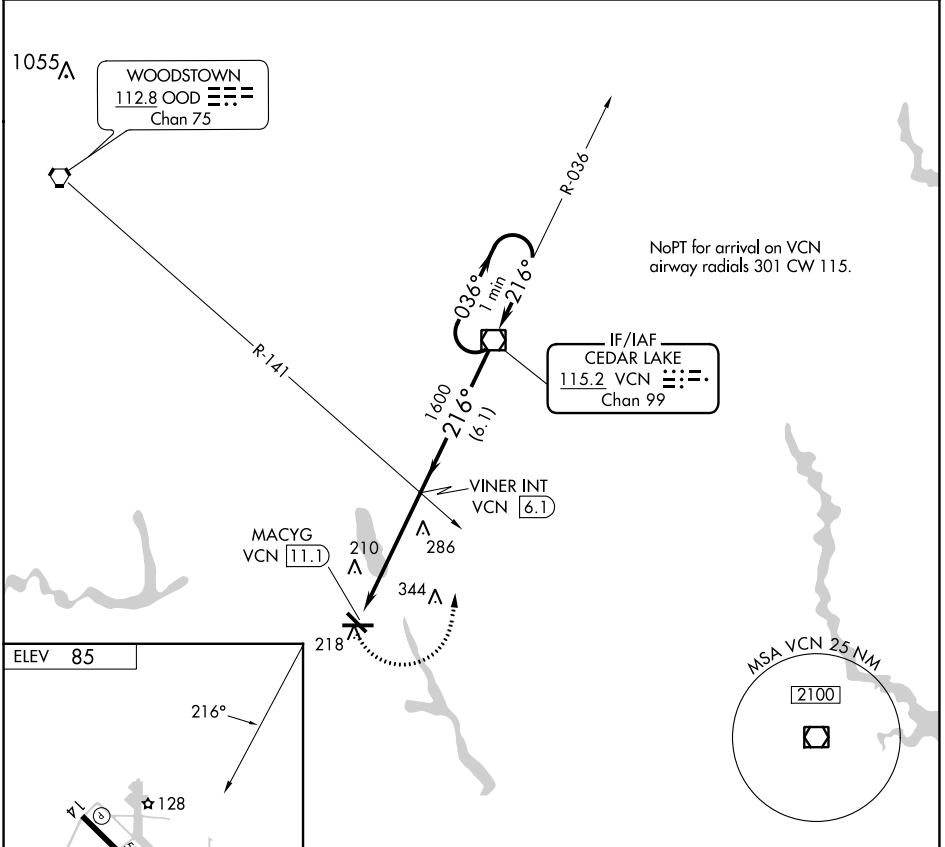 1055
WOODSTOWN
112.8 OOD
Chan 75
R-036
NoPT for arrival on VCN
airway radials 301 CW 115.
036°
1 min
216°
IF/IAF
CEDAR LAKE
115.2 VCN
Chan 99
R-141
1600
216°
(6.1)
VINER INT
VCN 6.1
MACYG
VCN 11.1
210
286
344
218
ELEV 85
216°
MSA VCN 25 NM
2100
14
P
128